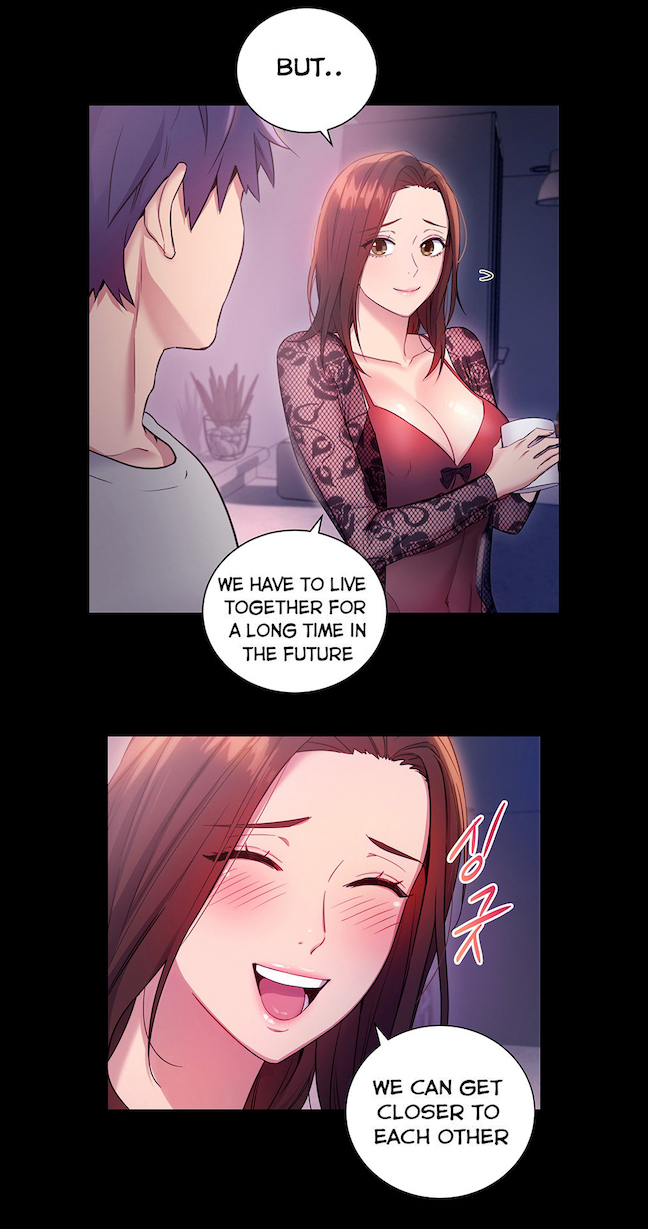 BUT..
WE HAVE TO LIVE
TOGETHER FOR
A LONG TIME IN
THE FUTURE
싱
긋
WE CAN GET
CLOSER TO
EACH OTHER